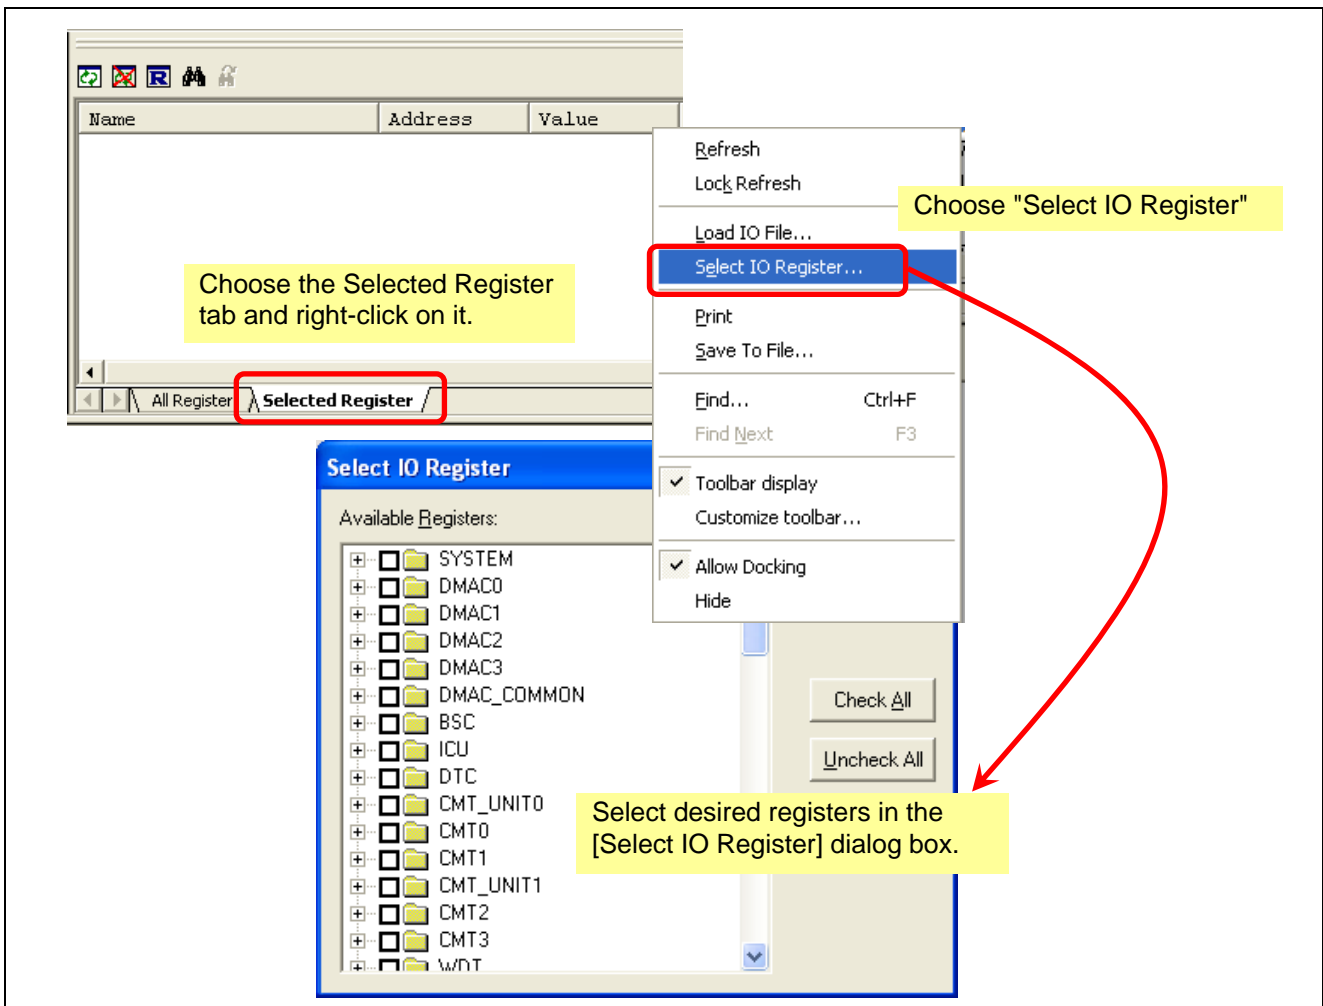 R
Name Address Value
Choose the Selected Register
tab and right-click on it.
All Register Selected Register
Refresh
Lock Refresh
Load IO File...
Select IO Register...
Print
Save To File...
Find... Ctrl+F
Find Next F3
Toolbar display
Customize toolbar...
Allow Docking
Hide
Choose "Select IO Register"
Select IO Register
Available Registers:
SYSTEM
DMAC0
DMAC1
DMAC2
DMAC3
DMAC_COMMON
BSC
ICU
DTC
CMT_UNIT0
CMT0
CMT1
CMT_UNIT1
CMT2
CMT3
WDT
Check All
Uncheck All
Select desired registers in the
[Select IO Register] dialog box.